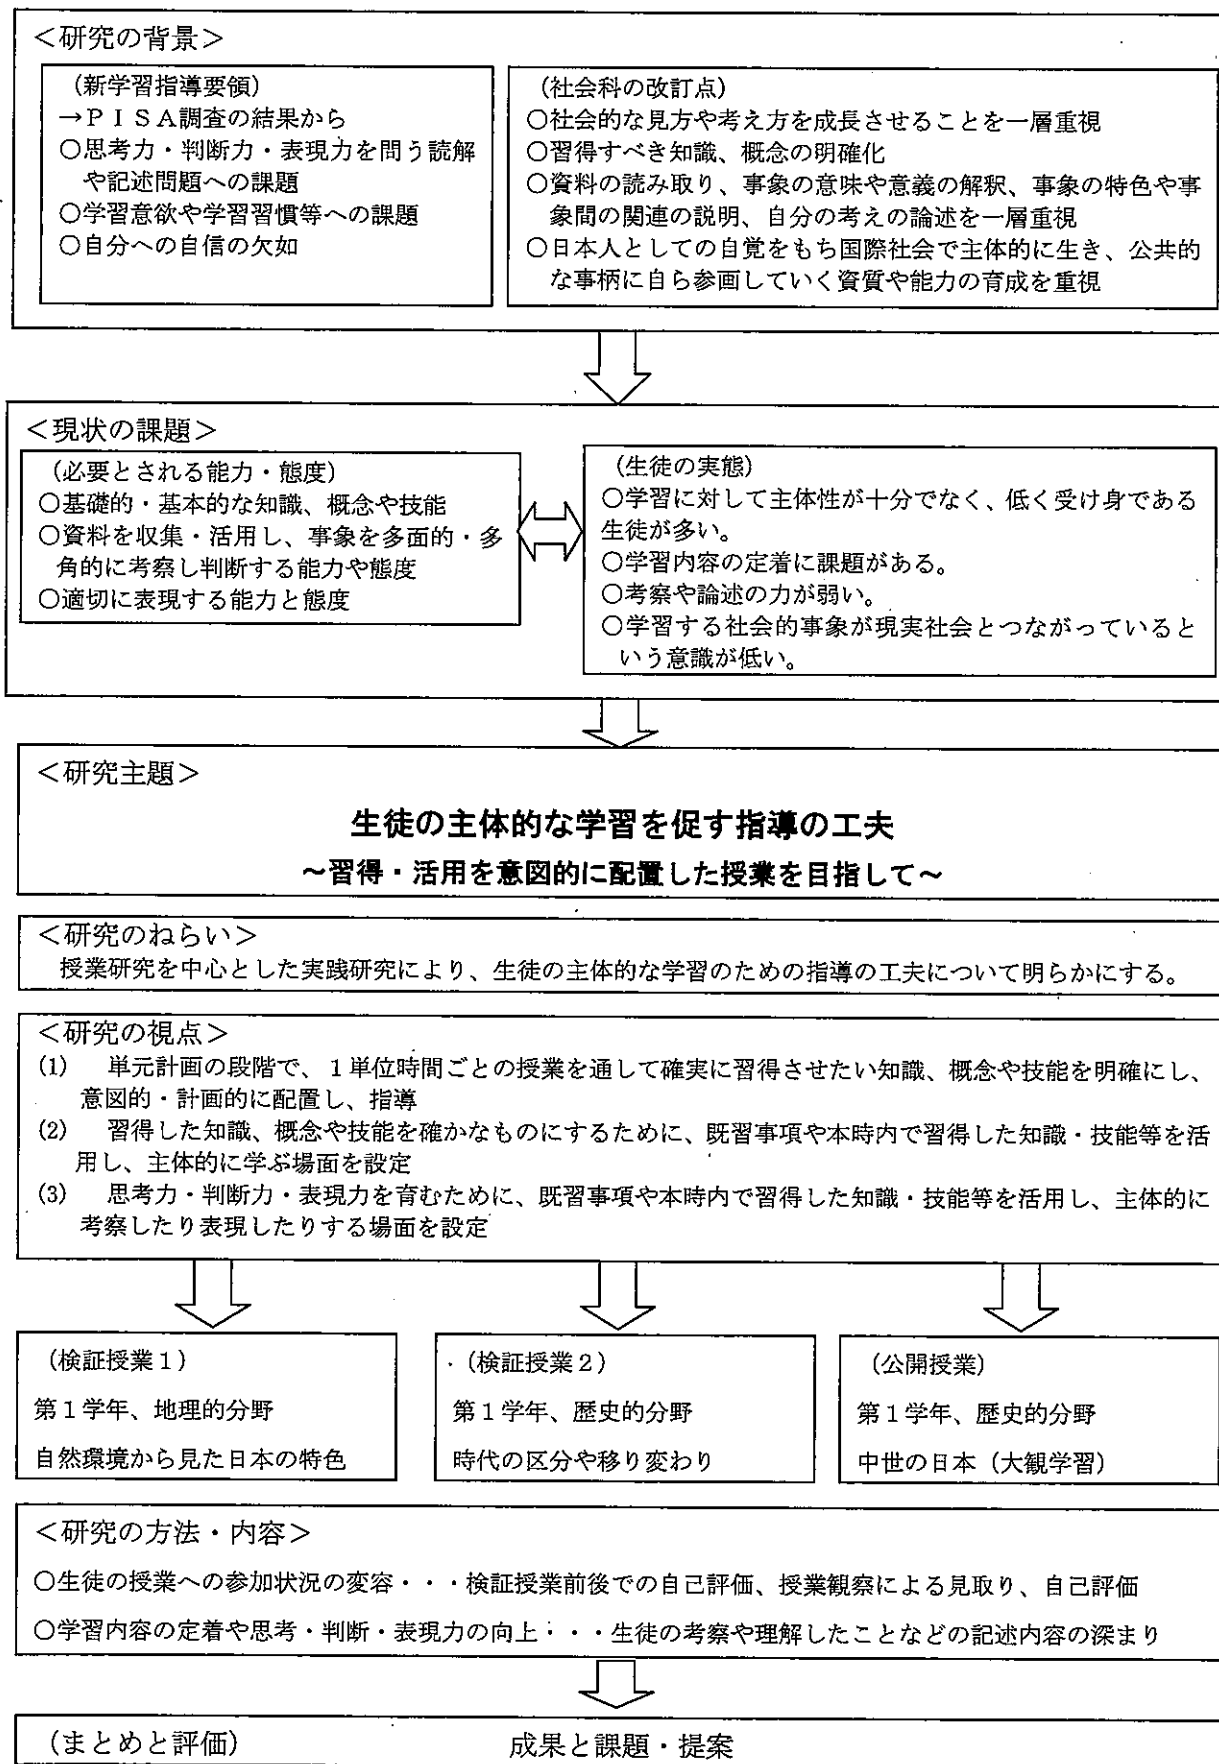 ＜研究の背景＞
（新学習指導要領）
→ＰＩＳＡ調査の結果から
○思考力・判断力・表現力を問う読解
や記述問題への課題
○学習意欲や学習習慣等への課題
○自分への自信の欠如
（社会科の改訂点）
○社会的な見方や考え方を成長させることを一層重視
○習得すべき知識、概念の明確化
○資料の読み取り、事象の意味や意義の解釈、事象の特色や事
象間の関連の説明、自分の考えの論述を一層重視
○日本人としての自覚をもち国際社会で主体的に生き、公共的
な事柄に自ら参画していく資質や能力の育成を重視
＜現状の課題＞
（必要とされる能力・態度）
○基礎的・基本的な知識、概念や技能
○資料を収集・活用し、事象を多面的・多
角的に考察し判断する能力や態度
○適切に表現する能力と態度
（生徒の実態）
○学習に対して主体性が十分でなく、低く受け身である
生徒が多い。
○学習内容の定着に課題がある。
○考察や論述の力が弱い。
○学習する社会的事象が現実社会とつながっていると
いう意識が低い。
＜研究主題＞
生徒の主体的な学習を促す指導の工夫
～習得・活用を意図的に配置した授業を目指して～
＜研究のねらい＞
授業研究を中心とした実践研究により、生徒の主体的な学習のための指導の工夫について明らかにする。
＜研究の視点＞
(1)　単元計画の段階で、１単位時間ごとの授業を通して確実に習得させたい知識、概念や技能を明確にし、
意図的・計画的に配置し、指導
(2)　習得した知識、概念や技能を確かなものにするために、既習事項や本時内で習得した知識・技能等を活
用し、主体的に学ぶ場面を設定
(3)　思考力・判断力・表現力を育むために、既習事項や本時内で習得した知識・技能等を活用し、主体的に
考察したり表現したりする場面を設定
（検証授業１）
第１学年、地理的分野
自然環境から見た日本の特色
（検証授業２）
第１学年、歴史的分野
時代の区分や移り変わり
（公開授業）
第１学年、歴史的分野
中世の日本（大観学習）
＜研究の方法・内容＞
○生徒の授業への参加状況の変容・・・検証授業前後での自己評価、授業観察による見取り、自己評価
○学習内容の定着や思考・判断・表現力の向上・・・生徒の考察や理解したことなどの記述内容の深まり
（まとめと評価）　成果と課題・提案